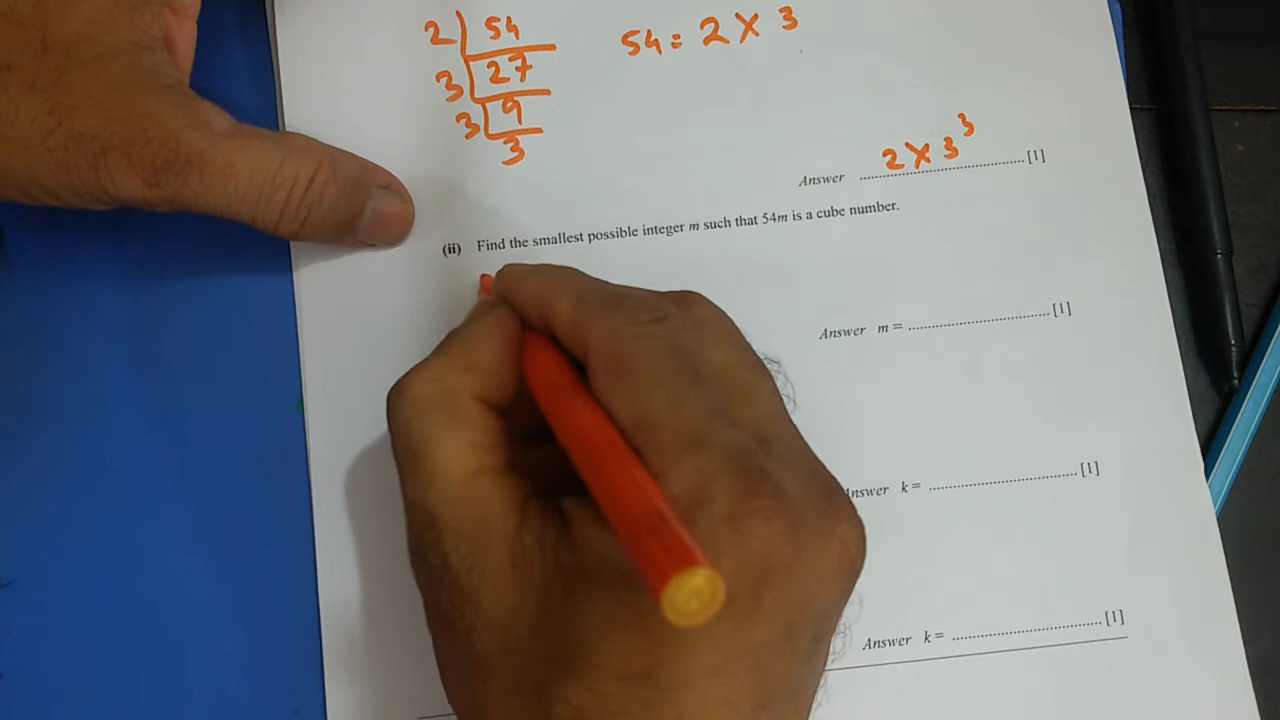 2 | 54
3 | 27
3 | 9
3
54 = 2 × 3
2 × 3³
Answer ........................................ [1]
(ii) Find the smallest possible integer m such that 54m is a cube number.
Answer m = ................................... [1]
nswer k = ................................... [1]
Answer k = ................................... [1]